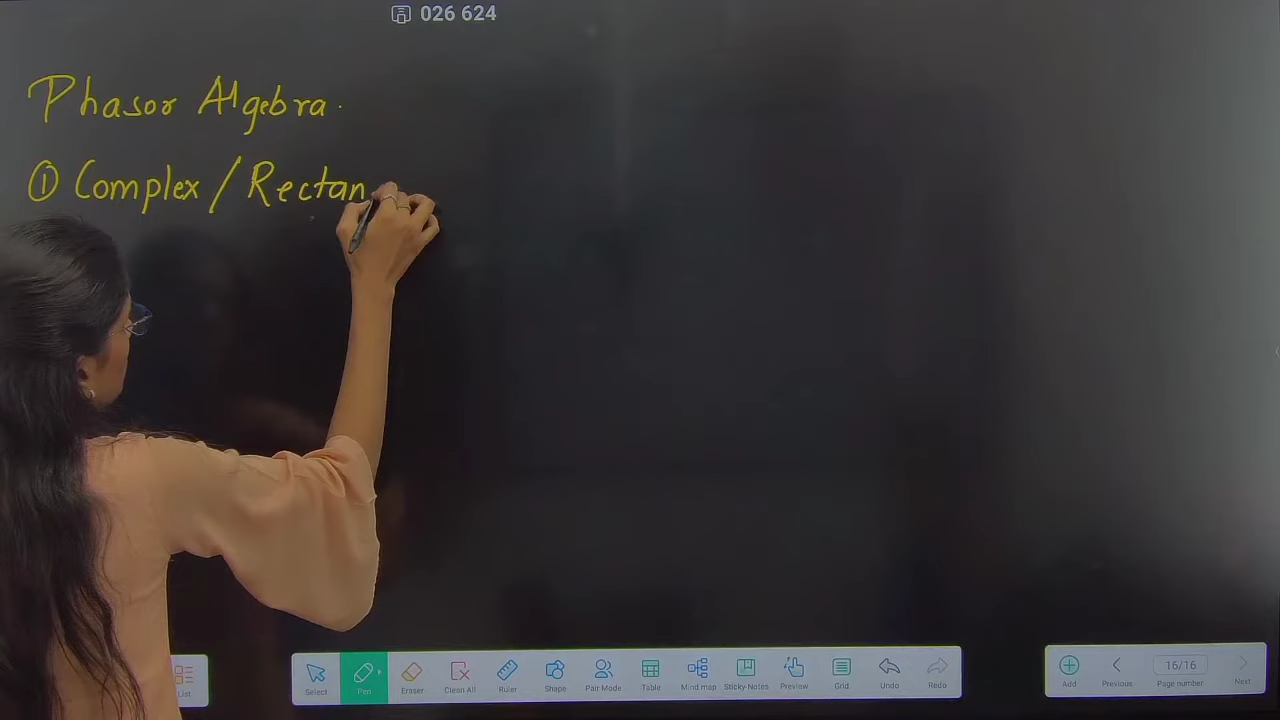 026 624
Phasor Algebra.
① Complex / Rectan
List
Select
Pen
Eraser
Clean All
Ruler
Shape
Pair Mode
Table
Mind map
Sticky-Notes
Preview
Grid
Undo
Redo
Add
Previous
16/16
Page number
Next